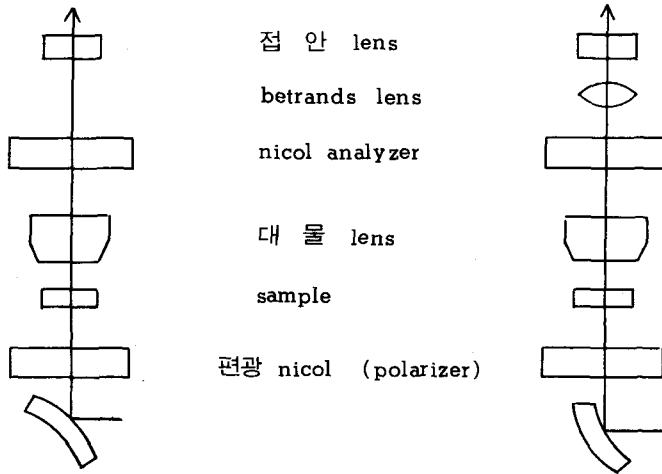 접 안 lens
betrands lens
nicol analyzer
대 물 lens
sample
편광 nicol (polarizer)